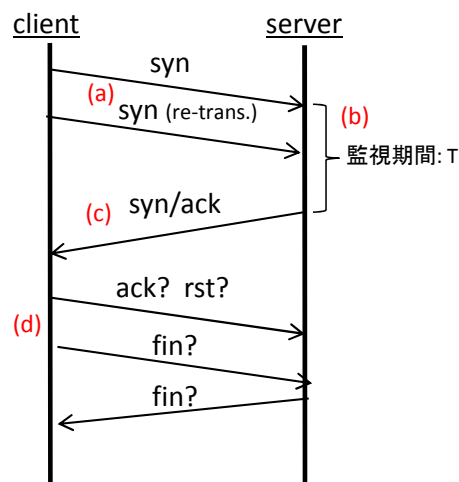 client server
syn
(a)
syn (re-trans.)
(b)
監視期間: T
(c)
syn/ack
ack? rst?
(d)
fin?
fin?